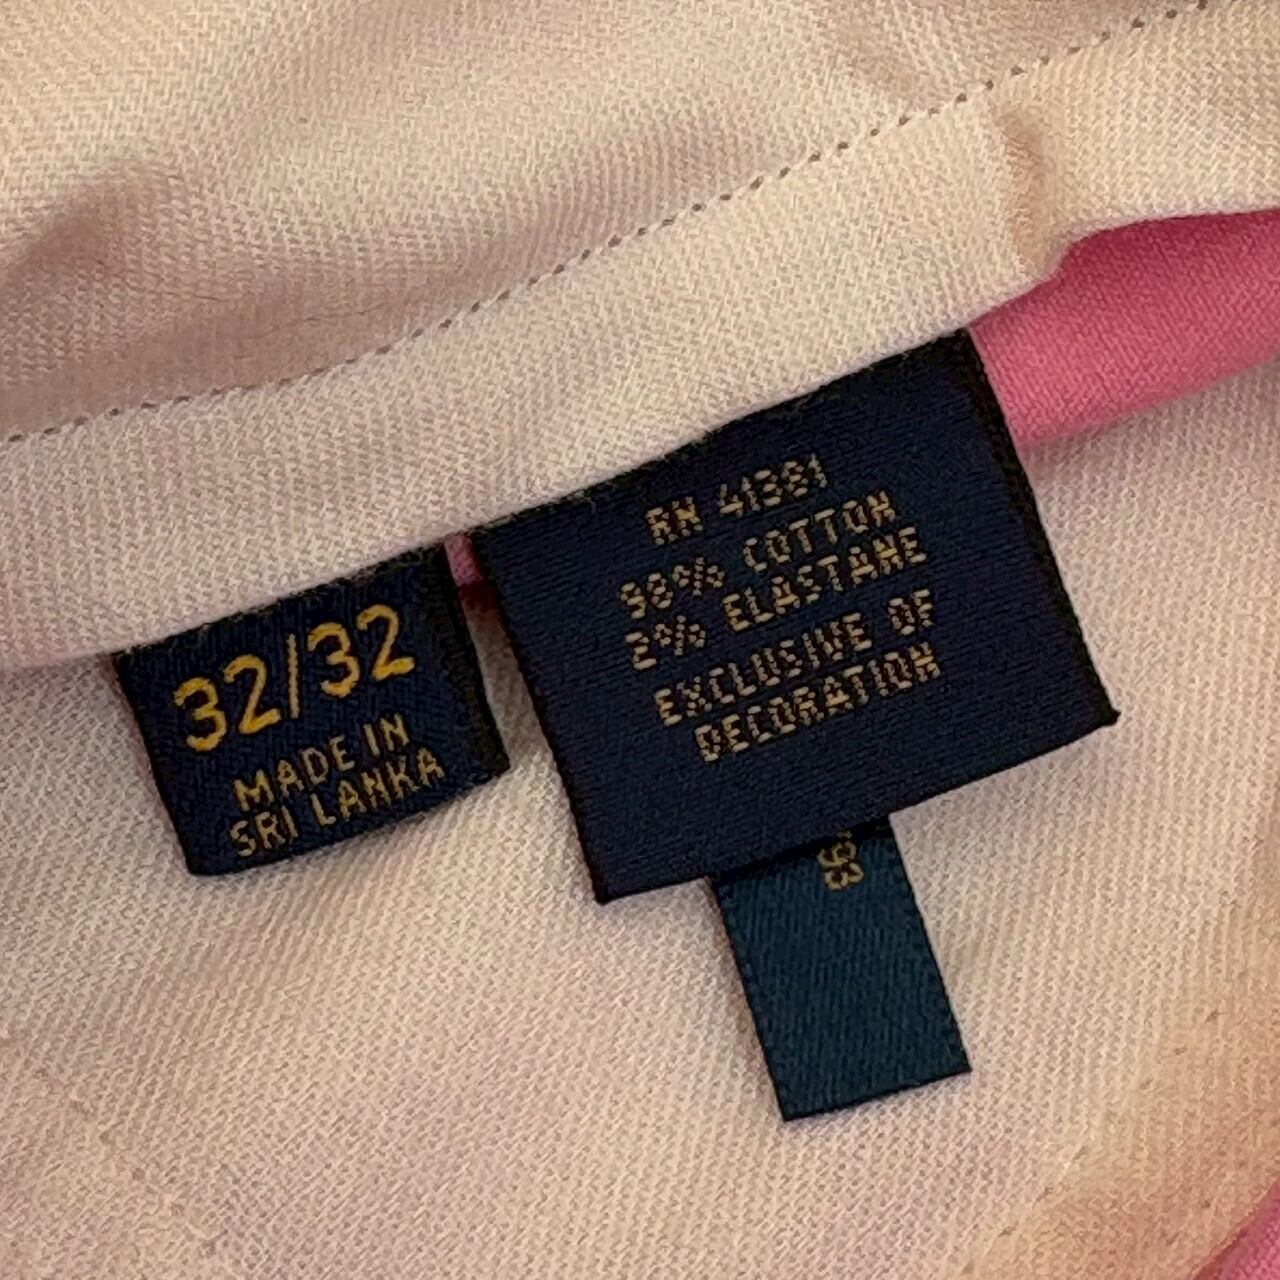 32/32
MADE IN
SRI LANKA
RN 41381
98% COTTON
2% ELASTANE
EXCLUSIVE OF
DECORATION